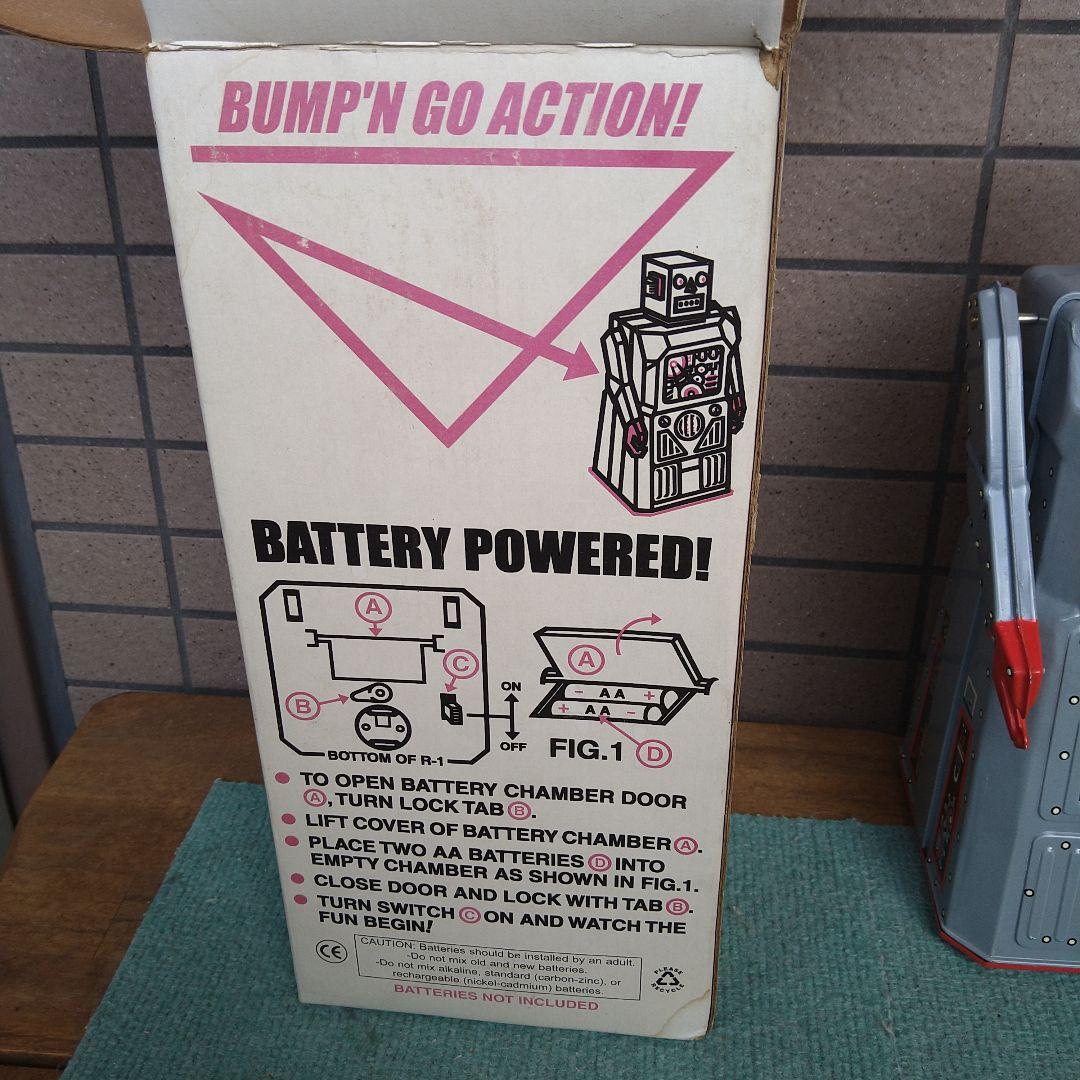 BUMP'N GO ACTION!
BATTERY POWERED!
A
B
C
ON
OFF
BOTTOM OF R-1
A
- AA +
+ AA -
FIG.1 D
TO OPEN BATTERY CHAMBER DOOR
A, TURN LOCK TAB B.
LIFT COVER OF BATTERY CHAMBER A.
PLACE TWO AA BATTERIES D INTO
EMPTY CHAMBER AS SHOWN IN FIG.1.
CLOSE DOOR AND LOCK WITH TAB B.
TURN SWITCH C ON AND WATCH THE
FUN BEGIN!
CE
CAUTION: Batteries should be installed by an adult.
-Do not mix old and new batteries.
-Do not mix alkaline, standard (carbon-zinc), or
rechargeable (nickel-cadmium) batteries.
BATTERIES NOT INCLUDED
PLEASE
RECYCLE